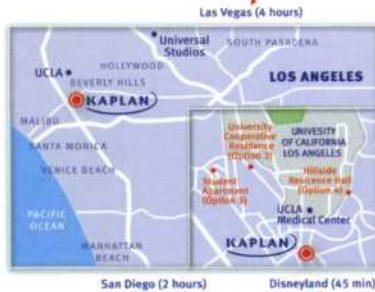 Las Vegas (4 hours)
Universal
Studios
SOUTH PASADENA
HOLLYWOOD
UCLA
BEVERLY HILLS
LOS ANGELES
KAPLAN
MALIBU
SANTA MORICA
VENICE BEACH
PACIFIC
OCEAN
MANHATTAN
BEACH
University
Cooperative
Residence
(Option 2)
UNIVERSITY
OF CALIFORNIA
LOS ANGELES
Student
Apartment
(Option 3)
Hillside
Residence Hall
(Option 4)
UCLA
Medical Center
KAPLAN
San Diego (2 hours)
Disneyland (45 min)